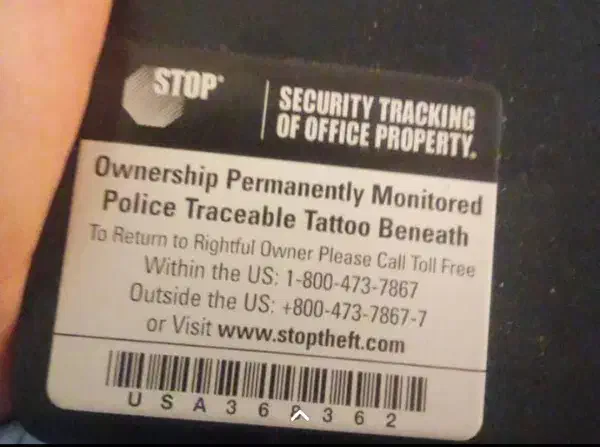 STOP
SECURITY TRACKING
OF OFFICE PROPERTY.
Ownership Permanently Monitored
Police Traceable Tattoo Beneath
To Return to Rightful Owner Please Call Toll Free
Within the US: 1-800-473-7867
Outside the US: +800-473-7867-7
or Visit www.stoptheft.com